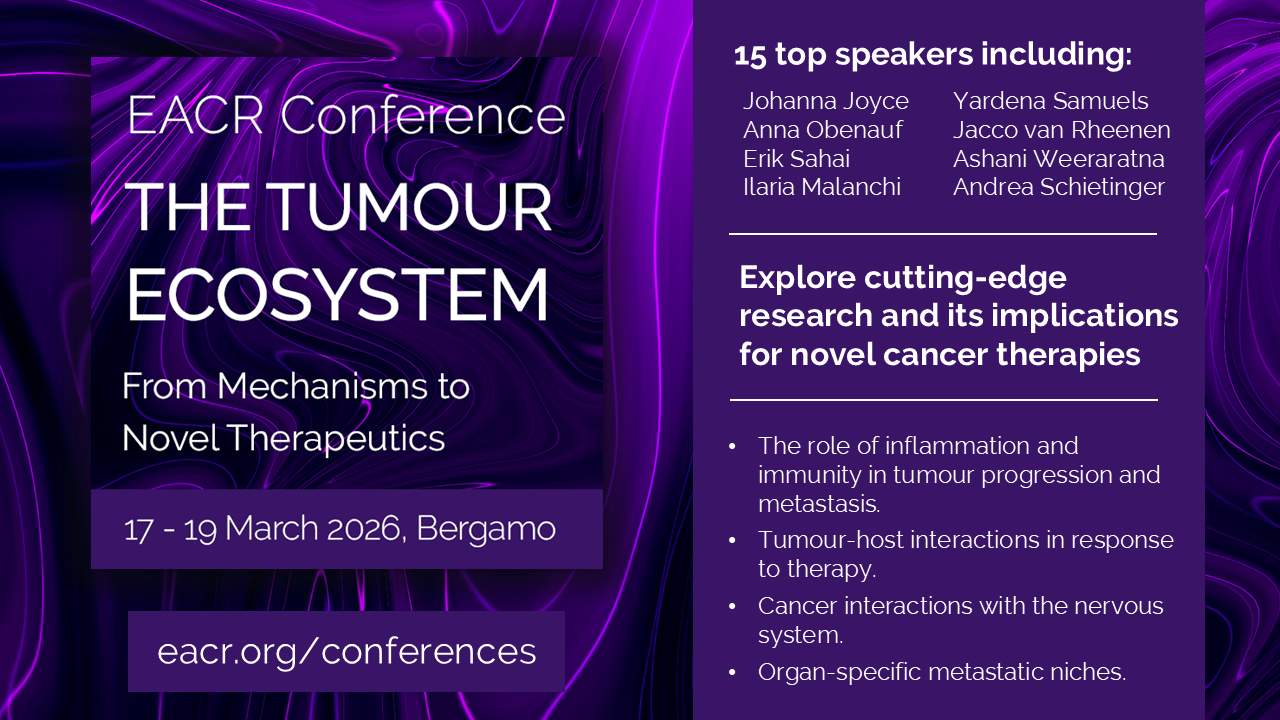 EACR Conference
THE TUMOUR
ECOSYSTEM
From Mechanisms to
Novel Therapeutics
17 - 19 March 2026, Bergamo
eacr.org/conferences
15 top speakers including:
Johanna Joyce
Anna Obenauf
Erik Sahai
Ilaria Malanchi
Yardena Samuels
Jacco van Rheenen
Ashani Weeraratna
Andrea Schietinger
Explore cutting-edge
research and its implications
for novel cancer therapies
• The role of inflammation and
immunity in tumour progression and
metastasis.
• Tumour-host interactions in response
to therapy.
• Cancer interactions with the nervous
system.
• Organ-specific metastatic niches.